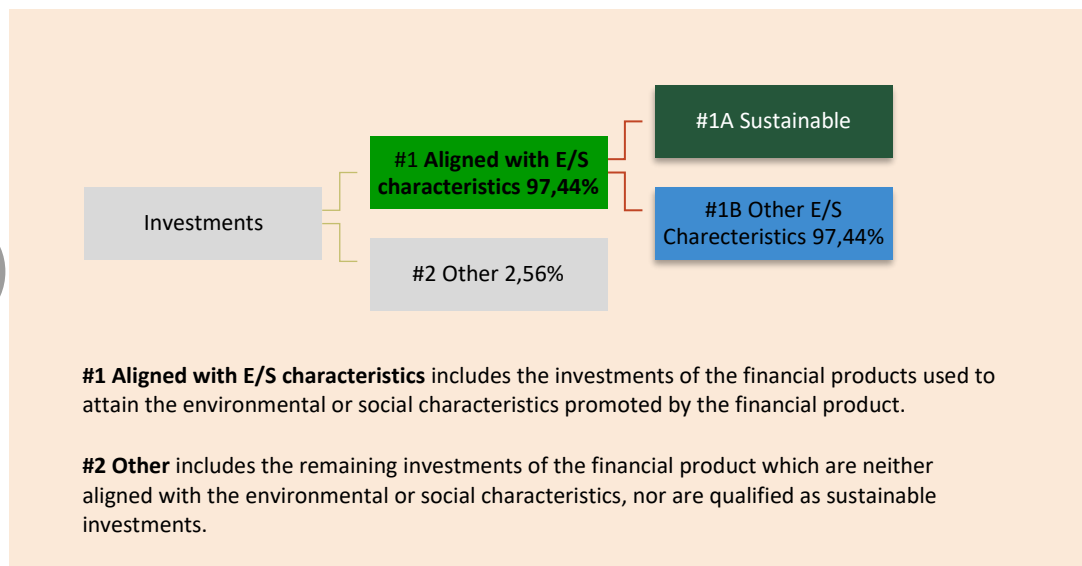 #1A Sustainable
#1 Aligned with E/S
characteristics 97,44%
#1B Other E/S
Charecteristics 97,44%
Investments
#2 Other 2,56%
#1 Aligned with E/S characteristics includes the investments of the financial products used to
attain the environmental or social characteristics promoted by the financial product.
#2 Other includes the remaining investments of the financial product which are neither
aligned with the environmental or social characteristics, nor are qualified as sustainable
investments.